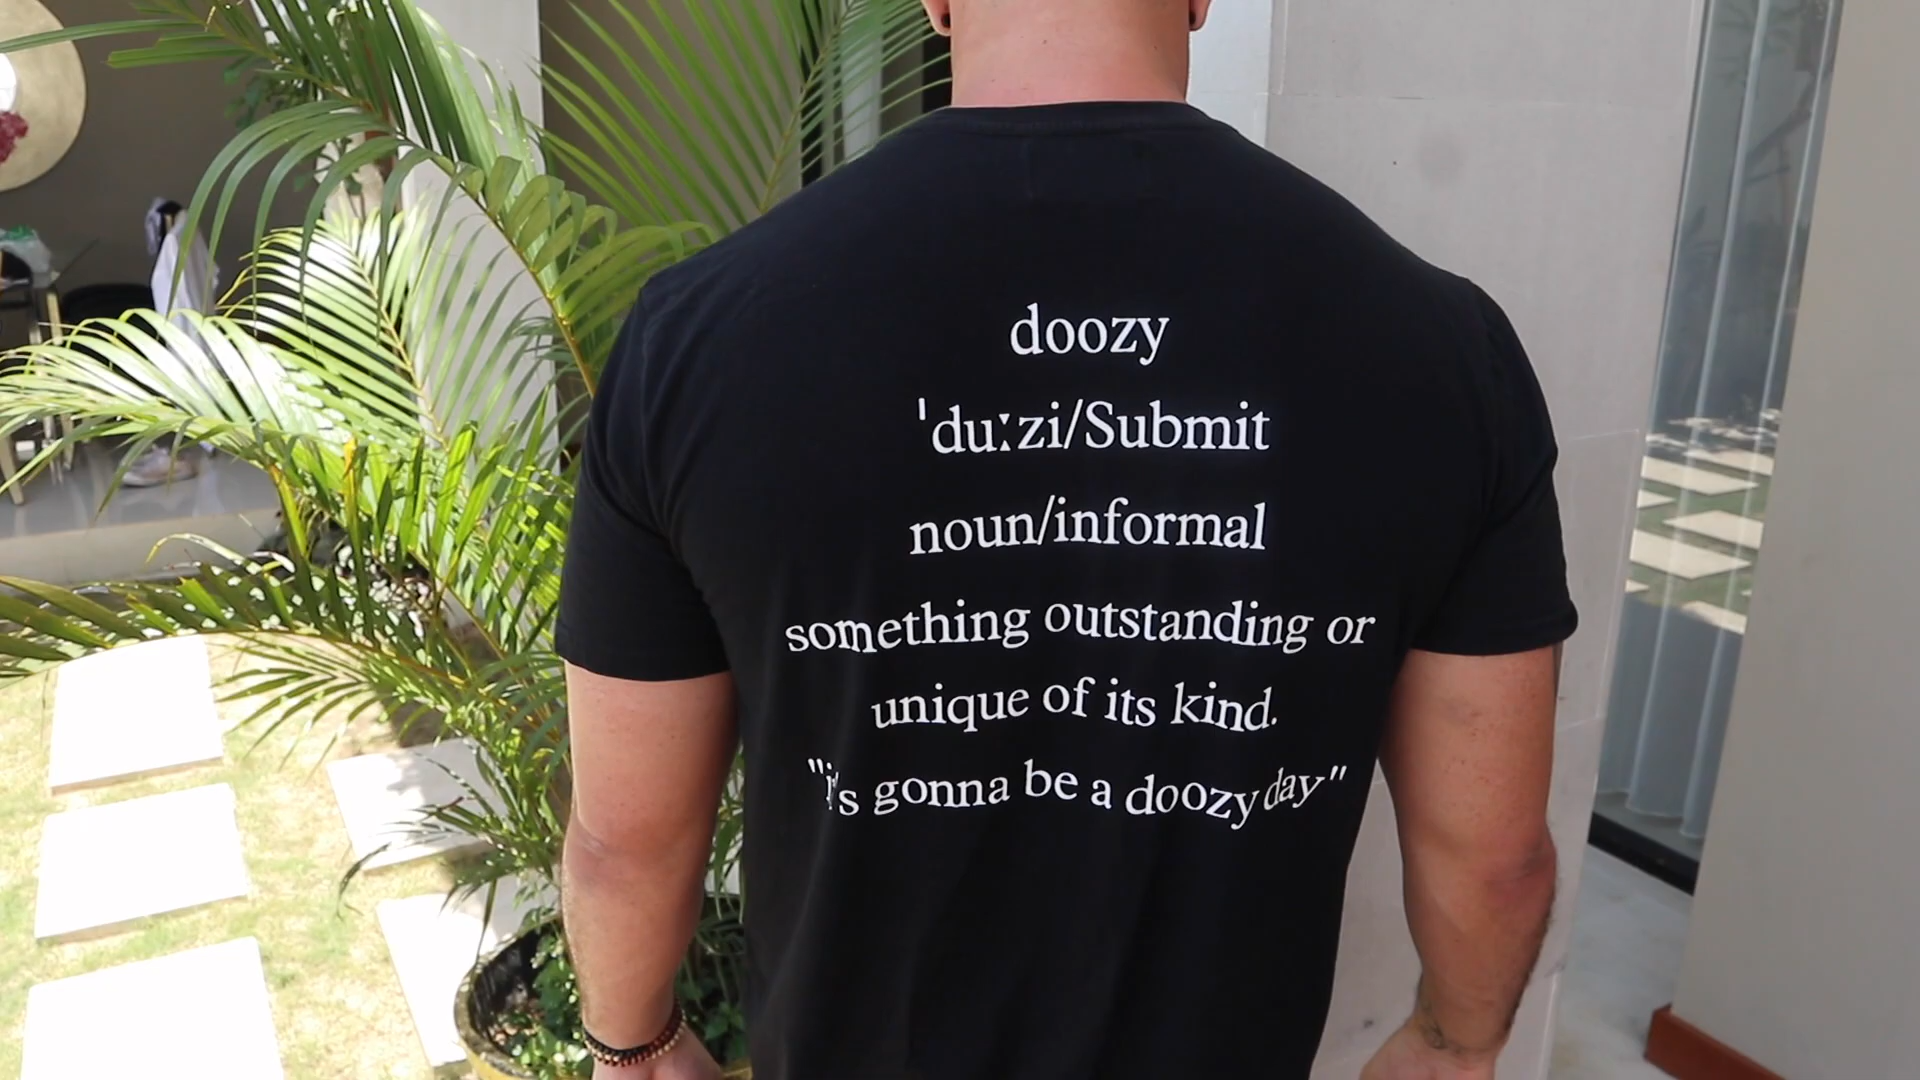 doozy
ˈduːzi/Submit
noun/informal
something outstanding or
unique of its kind.
"it's gonna be a doozy day"